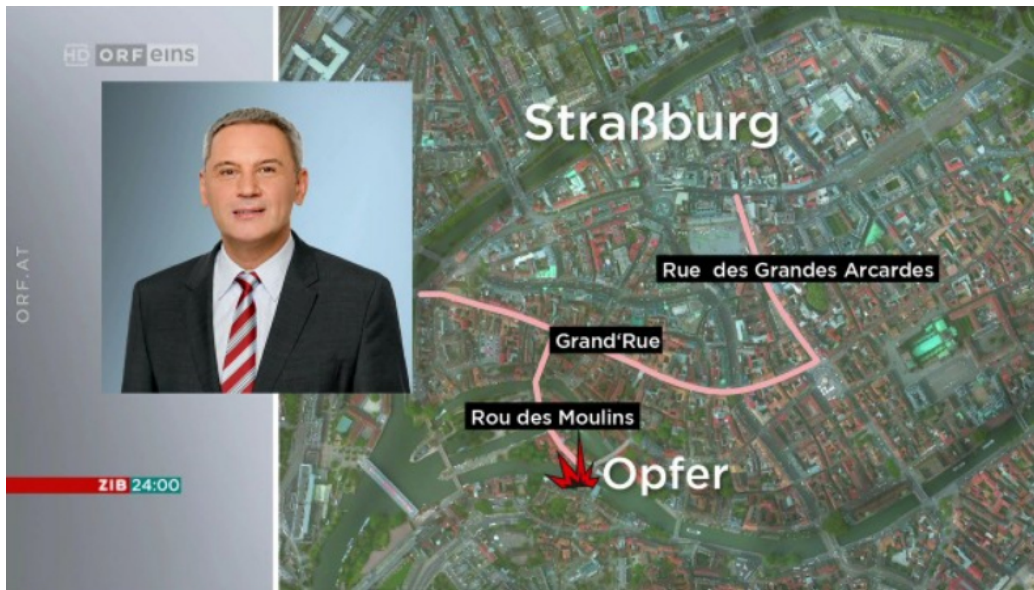 HD ORF eins
Straßburg
ORF.AT
Rue des Grandes Arcardes
Grand'Rue
Rou des Moulins
Opfer
ZIB 24:00